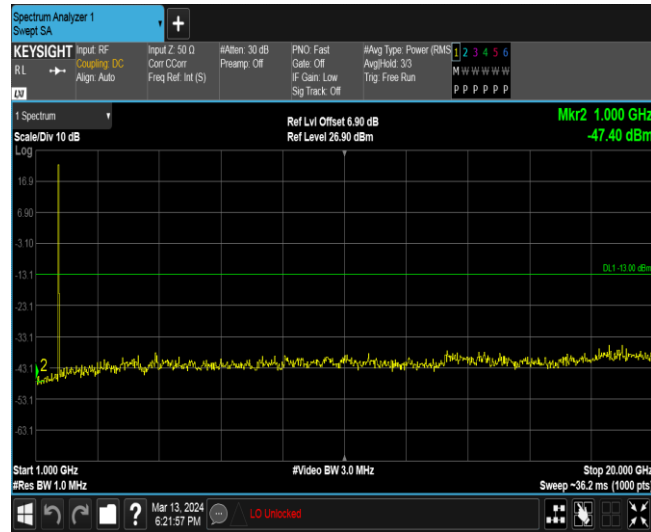 Spectrum Analyzer 1
Swept SA
+
KEYSIGHT Input: RF Input Z: 50 Ω #Atten: 30 dB PNO: Fast #Avg Type: Power (RMS 1 2 3 4 5 6
RL Coupling: DC Corr CCorr Preamp: Off Gate: Off Avg|Hold: 3/3 M W W W W W
Align: Auto Freq Ref: Int (S) IF Gain: Low Trig: Free Run
LXI Sig Track: Off P P P P P P
1 Spectrum Ref Lvl Offset 6.90 dB Mkr2 1.000 GHz
Scale/Div 10 dB Ref Level 26.90 dBm -47.40 dBm
Log
16.9
6.90
-3.10
-13.1 DL1 -13.00 dBm
-23.1
-33.1
-43.1 2
-53.1
-63.1
Start 1.000 GHz #Video BW 3.0 MHz Stop 20.000 GHz
#Res BW 1.0 MHz Sweep ~36.2 ms (1000 pts)
? Mar 13, 2024 LO Unlocked
6:21:57 PM